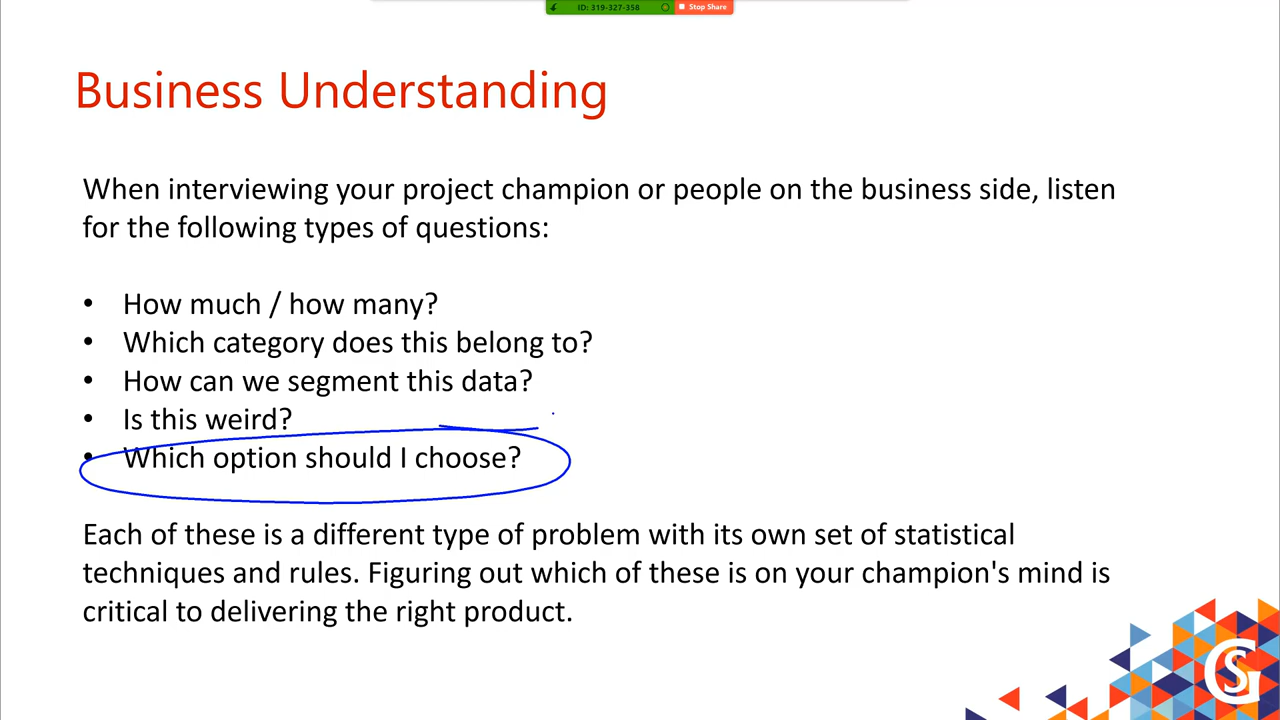 ID: 319-327-358
Stop Share
Business Understanding
When interviewing your project champion or people on the business side, listen
for the following types of questions:
• How much / how many?
• Which category does this belong to?
• How can we segment this data?
• Is this weird?
• Which option should I choose?
Each of these is a different type of problem with its own set of statistical
techniques and rules. Figuring out which of these is on your champion's mind is
critical to delivering the right product.
GS